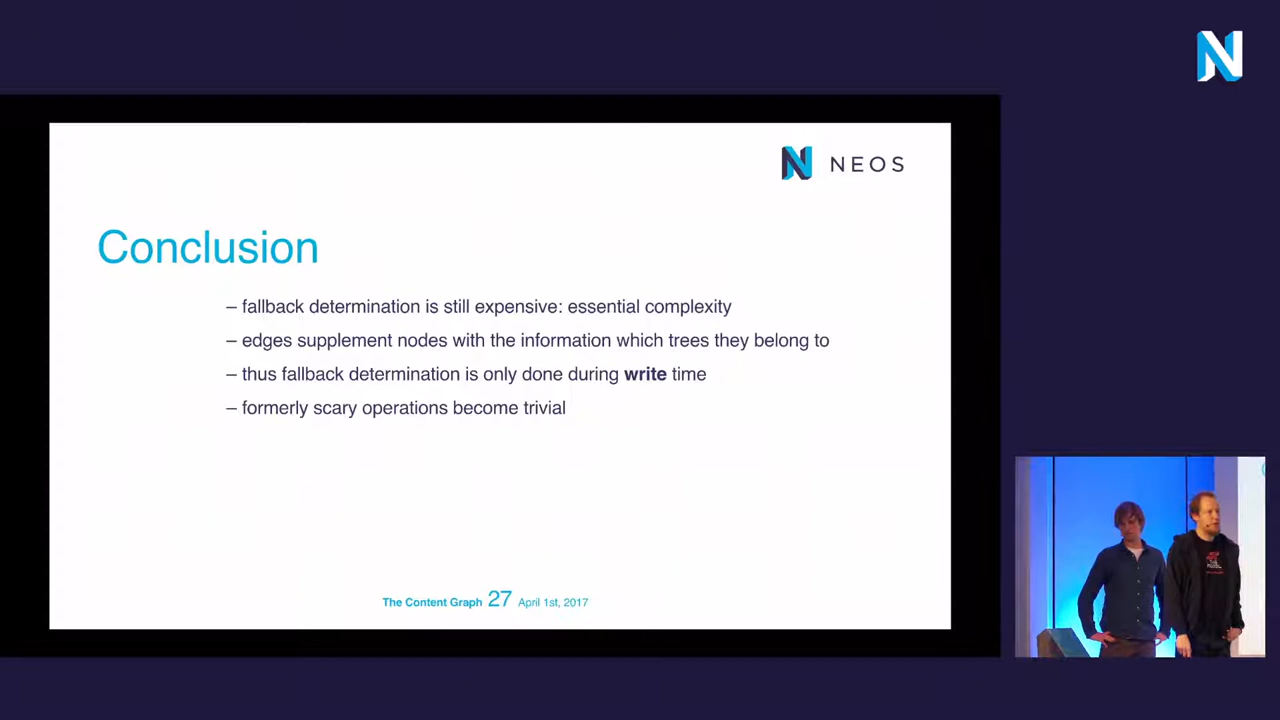 NEOS
Conclusion
– fallback determination is still expensive: essential complexity
– edges supplement nodes with the information which trees they belong to
– thus fallback determination is only done during write time
– formerly scary operations become trivial
The Content Graph 27 April 1st, 2017